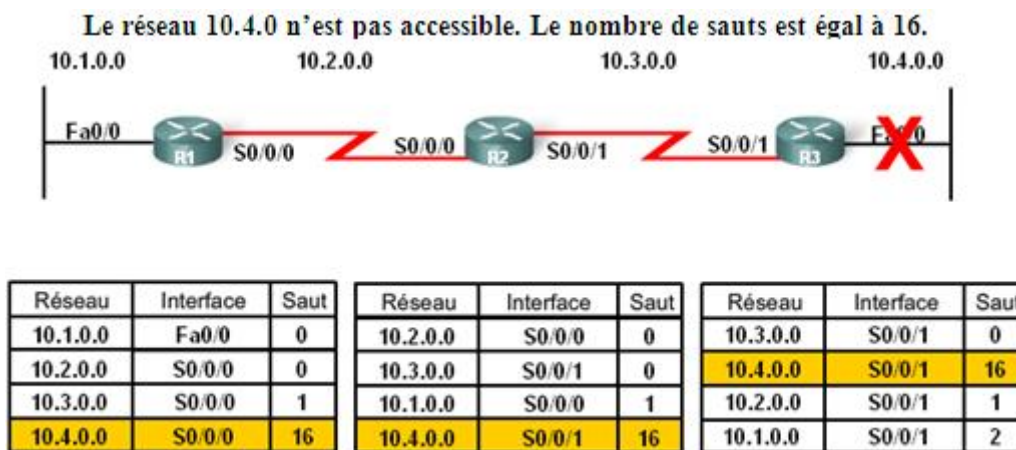 Le réseau 10.4.0 n’est pas accessible. Le nombre de sauts est égal à 16.
10.1.0.0 10.2.0.0 10.3.0.0 10.4.0.0
Fa0/0 R1 S0/0/0 S0/0/0 R2 S0/0/1 S0/0/1 R3 Fa0/0
Réseau Interface Saut
10.1.0.0 Fa0/0 0
10.2.0.0 S0/0/0 0
10.3.0.0 S0/0/0 1
10.4.0.0 S0/0/0 16
Réseau Interface Saut
10.2.0.0 S0/0/0 0
10.3.0.0 S0/0/1 0
10.1.0.0 S0/0/0 1
10.4.0.0 S0/0/1 16
Réseau Interface Saut
10.3.0.0 S0/0/1 0
10.4.0.0 S0/0/1 16
10.2.0.0 S0/0/1 1
10.1.0.0 S0/0/1 2